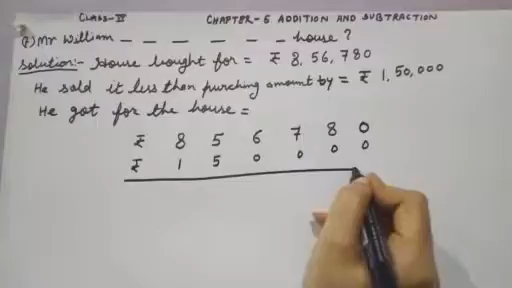 CLASS-IV CHAPTER-5 ADDITION AND SUBTRACTION
Q) Mr William _ _ _ _ _ _ house?
Solution:- House bought for = ₹ 8,56,780
He sold it less than purching amount by = ₹ 1,50,000
He got for the house =
₹ 8 5 6 7 8 0
₹ 1 5 0 0 0 0